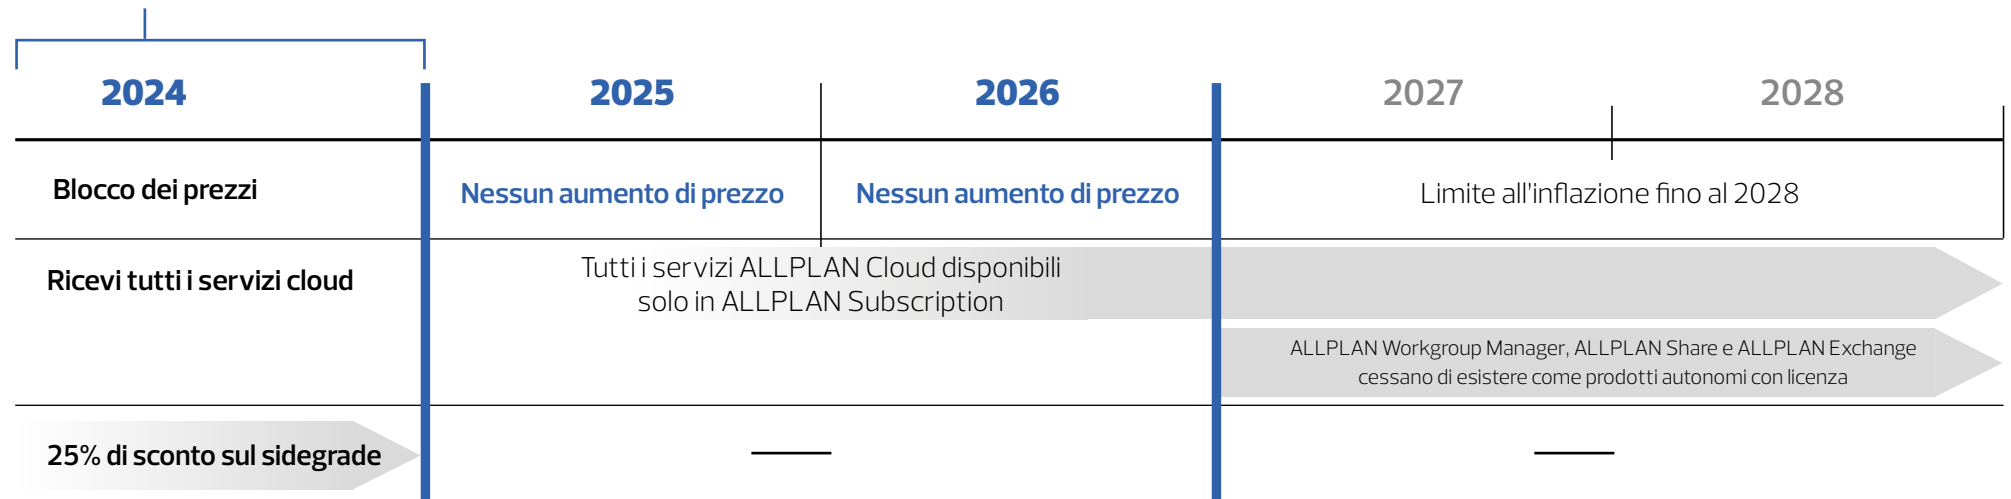 2024 2025 2026 2027 2028
Blocco dei prezzi Nessun aumento di prezzo Nessun aumento di prezzo Limite all'inflazione fino al 2028
Ricevi tutti i servizi cloud
Tutti i servizi ALLPLAN Cloud disponibili
solo in ALLPLAN Subscription
ALLPLAN Workgroup Manager, ALLPLAN Share e ALLPLAN Exchange
cessano di esistere come prodotti autonomi con licenza
25% di sconto sul sidegrade